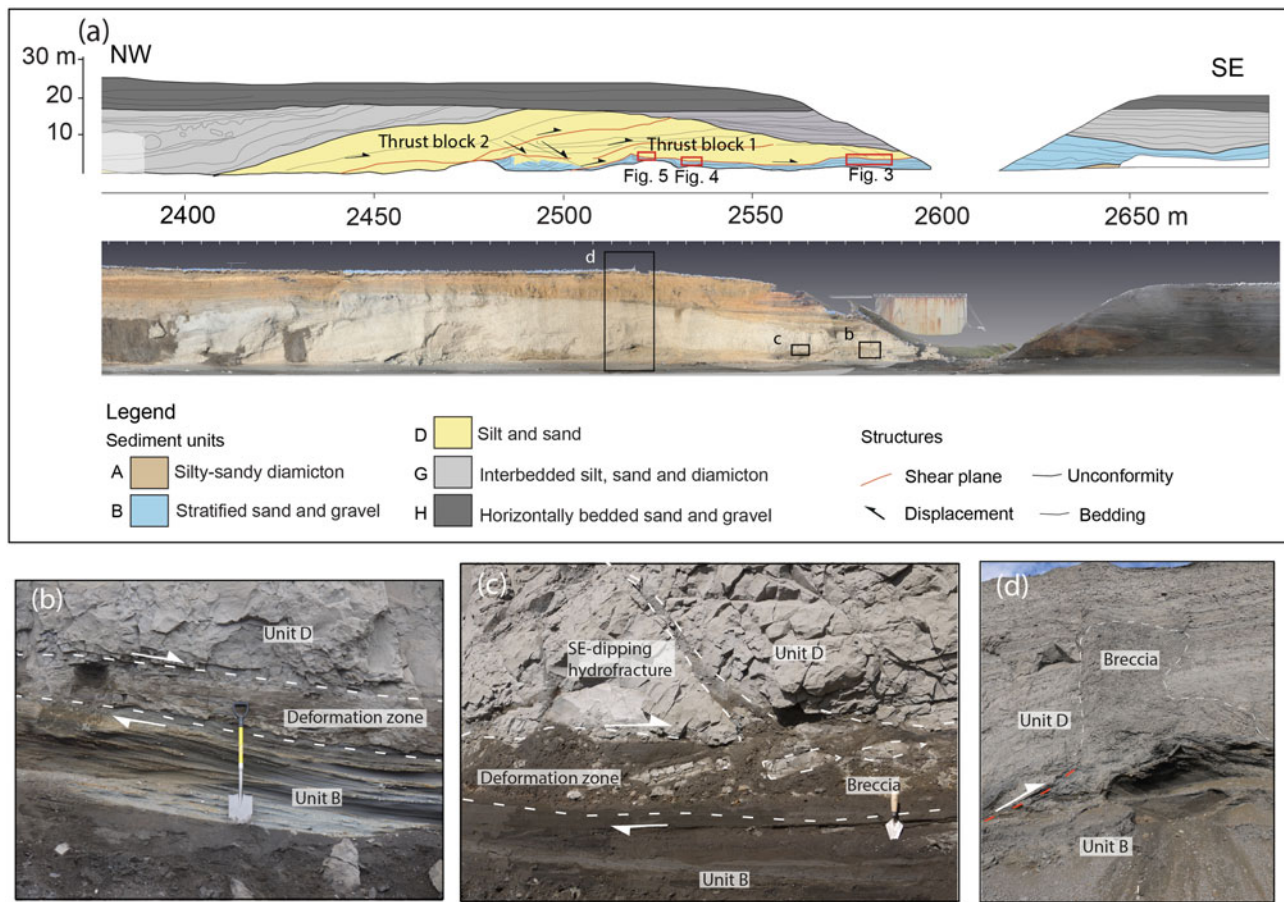 (a)
30 m
NW
SE
20
10
Thrust block 2
Thrust block 1
Fig. 5
Fig. 4
Fig. 3
2400
2450
2500
2550
2600
2650 m
d
c
b
Legend
Sediment units
A Silty-sandy diamicton
B Stratified sand and gravel
D Silt and sand
G Interbedded silt, sand and diamicton
H Horizontally bedded sand and gravel
Structures
Shear plane
Unconformity
Displacement
Bedding
(b)
Unit D
Deformation zone
Unit B
(c)
SE-dipping
hydrofracture
Unit D
Deformation zone
Breccia
Unit B
(d)
Breccia
Unit D
Unit B